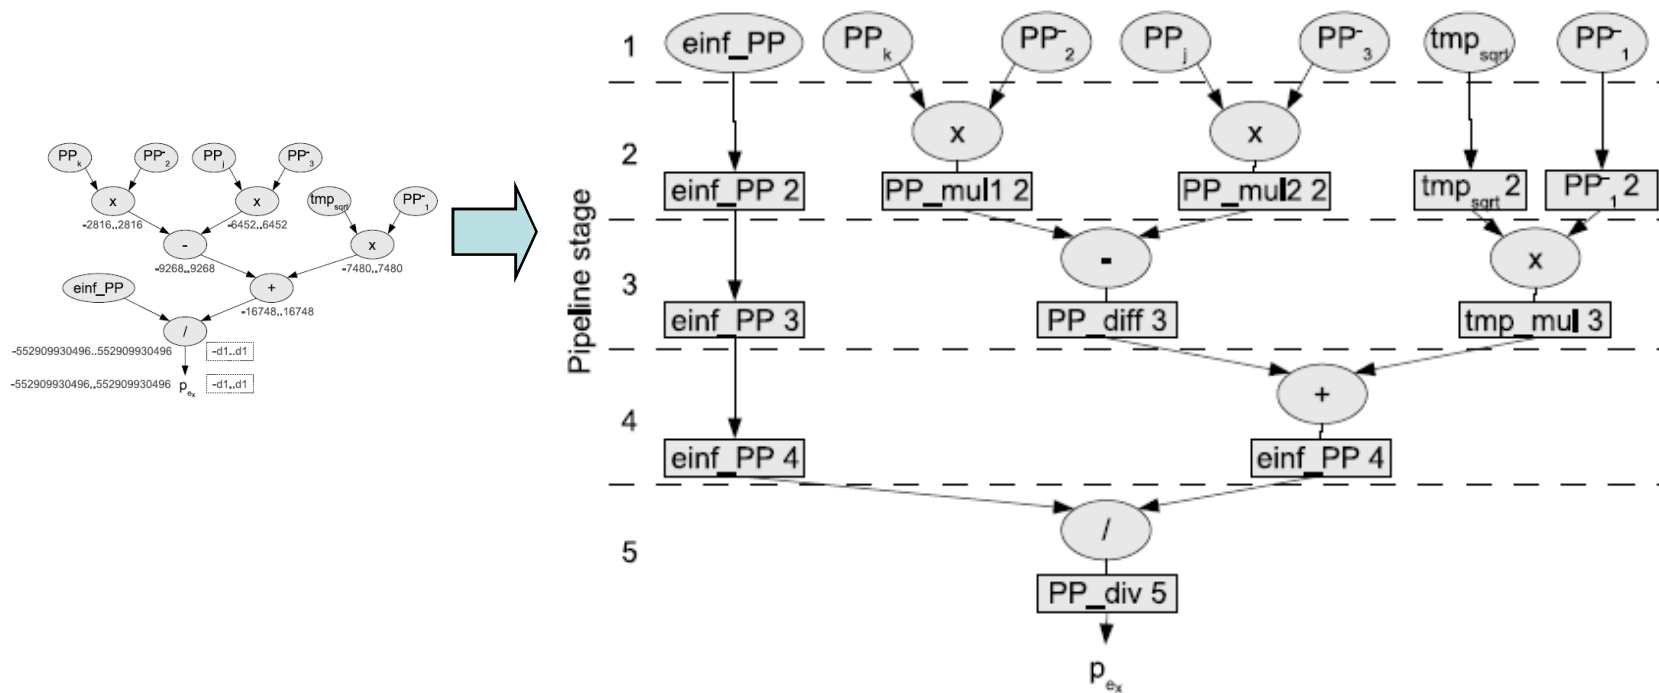 PPk PP-2 PPj PP-3
x x tmpsqrt PP-1
-2816..2816 -6452..6452
- x
-9268..9268 -7480..7480
einf_PP +
-16748..16748
/
-552909930496..552909930496 -d1..d1
-552909930496..552909930496 pex -d1..d1
Pipeline stage
1 einf_PP PPk PP-2 PPj PP-3 tmpsqrt PP-1
x x
2
einf_PP 2 PP_mul1 2 PP_mul2 2 tmpsqrt 2 PP-1 2
- x
3
einf_PP 3 PP_diff 3 tmp_mul 3
+
4
einf_PP 4 einf_PP 4
/
5
PP_div 5
pex